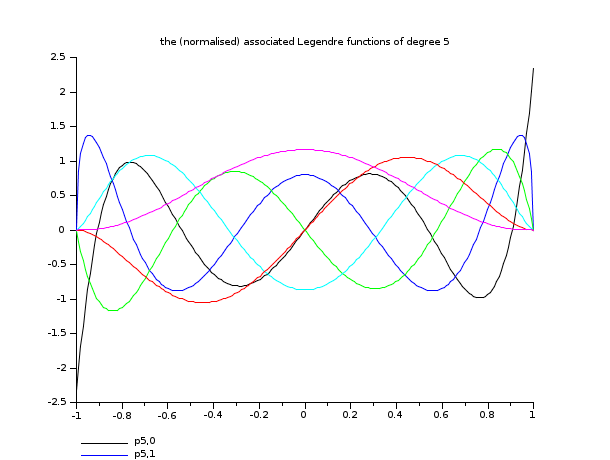 the (normalised) associated Legendre functions of degree 5
2.5
2
1.5
1
0.5
0
-0.5
-1
-1.5
-2
-2.5
-1 -0.8 -0.6 -0.4 -0.2 0 0.2 0.4 0.6 0.8 1
p5,0
p5,1